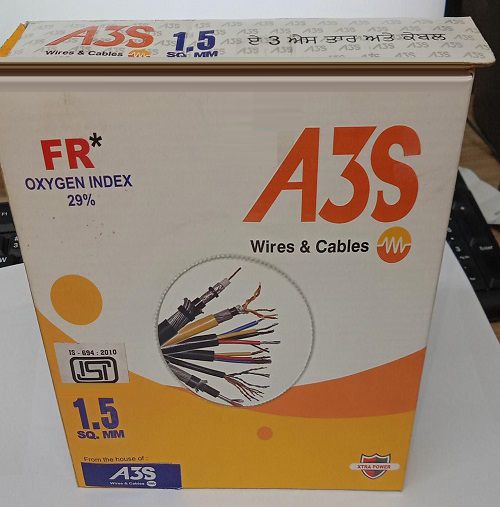 A3S
Wires & Cables
1.5
SQ. MM
ਏ 3 ਐਸ ਤਾਰ ਅਤੇ ਕੇਬਲ
FR*
OXYGEN INDEX
29%
A3S
Wires & Cables
IS - 694 : 2010
ISI
1.5
SQ. MM
From the house of :
A3S
Wires & Cables
XTRA POWER